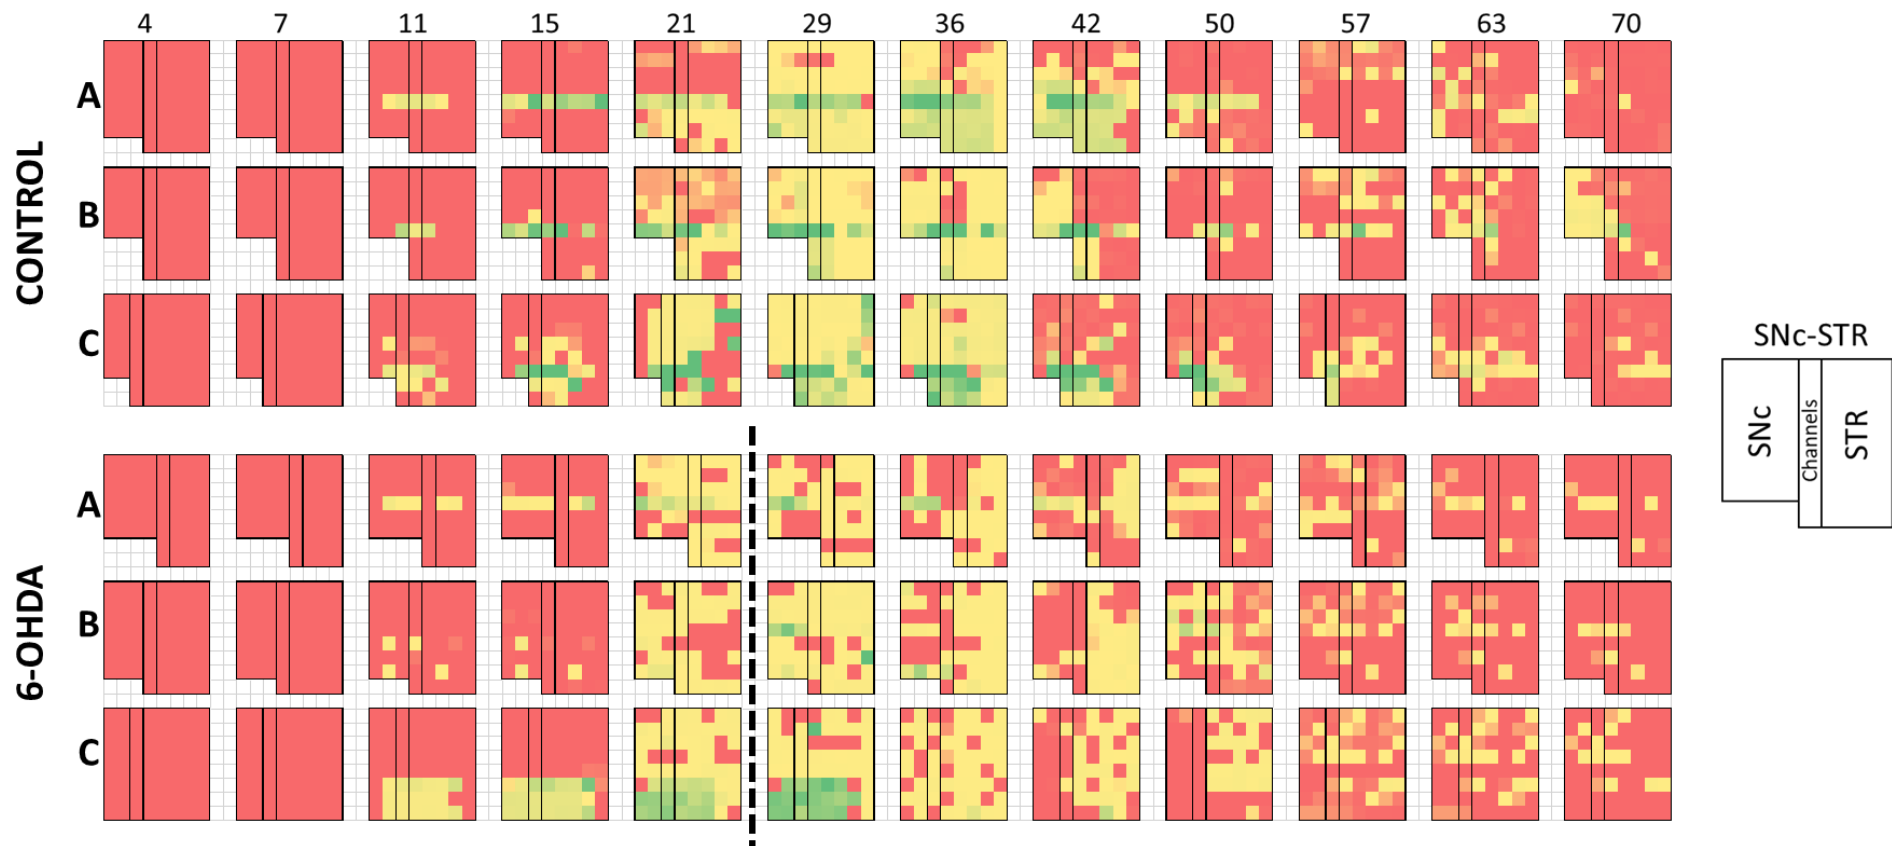 4 7 11 15 21 29 36 42 50 57 63 70
CONTROL
A
B
C
6-OHDA
A
B
C
SNc-STR
SNc
Channels
STR